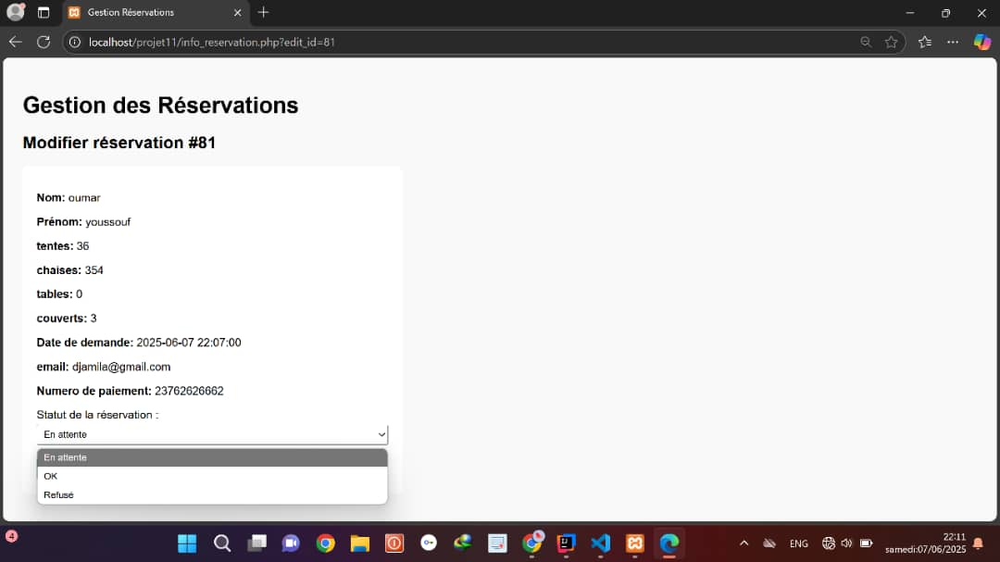 Gestion Réservations
localhost/projet11/info_reservation.php?edit_id=81
Gestion des Réservations
Modifier réservation #81
Nom: oumar
Prénom: youssouf
tentes: 36
chaises: 354
tables: 0
couverts: 3
Date de demande: 2025-06-07 22:07:00
email: djamila@gmail.com
Numero de paiement: 23762626662
Statut de la réservation :
En attente
En attente
OK
Refusé
4
ENG
22:11
samedi:07/06/2025